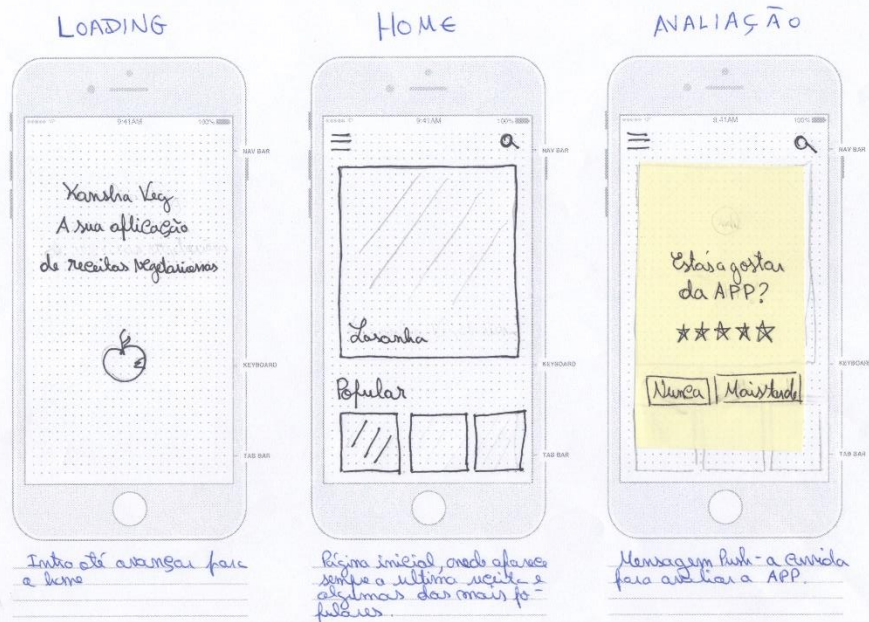 LOADING
HOME
AVALIAÇÃO
9:41 AM
100%
NAV BAR
Kansha Veg
A sua aplicação
de receitas vegetarianas
KEYBOARD
TAB BAR
Intro até avançar para
a home
9:41 AM
100%
NAV BAR
Lasanha
KEYBOARD
Popular
TAB BAR
Página inicial, onde aparece
sempre a ultima receita e
algumas das mais po-
pulares.
9:41 AM
100%
NAV BAR
Estás a gostar
da APP?
KEYBOARD
Nunca
Mais tarde
TAB BAR
Mensagem Push - a convida
para avaliar a APP.